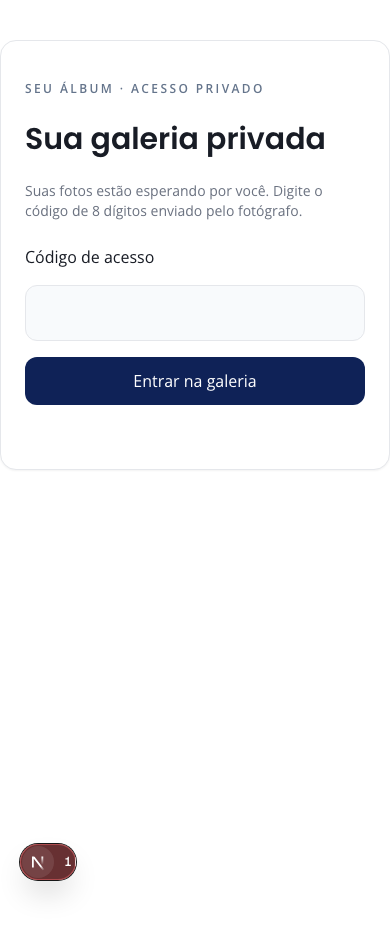 SEU ÁLBUM · ACESSO PRIVADO
Sua galeria privada
Suas fotos estão esperando por você. Digite o
código de 8 dígitos enviado pelo fotógrafo.
Código de acesso
Entrar na galeria
N 1